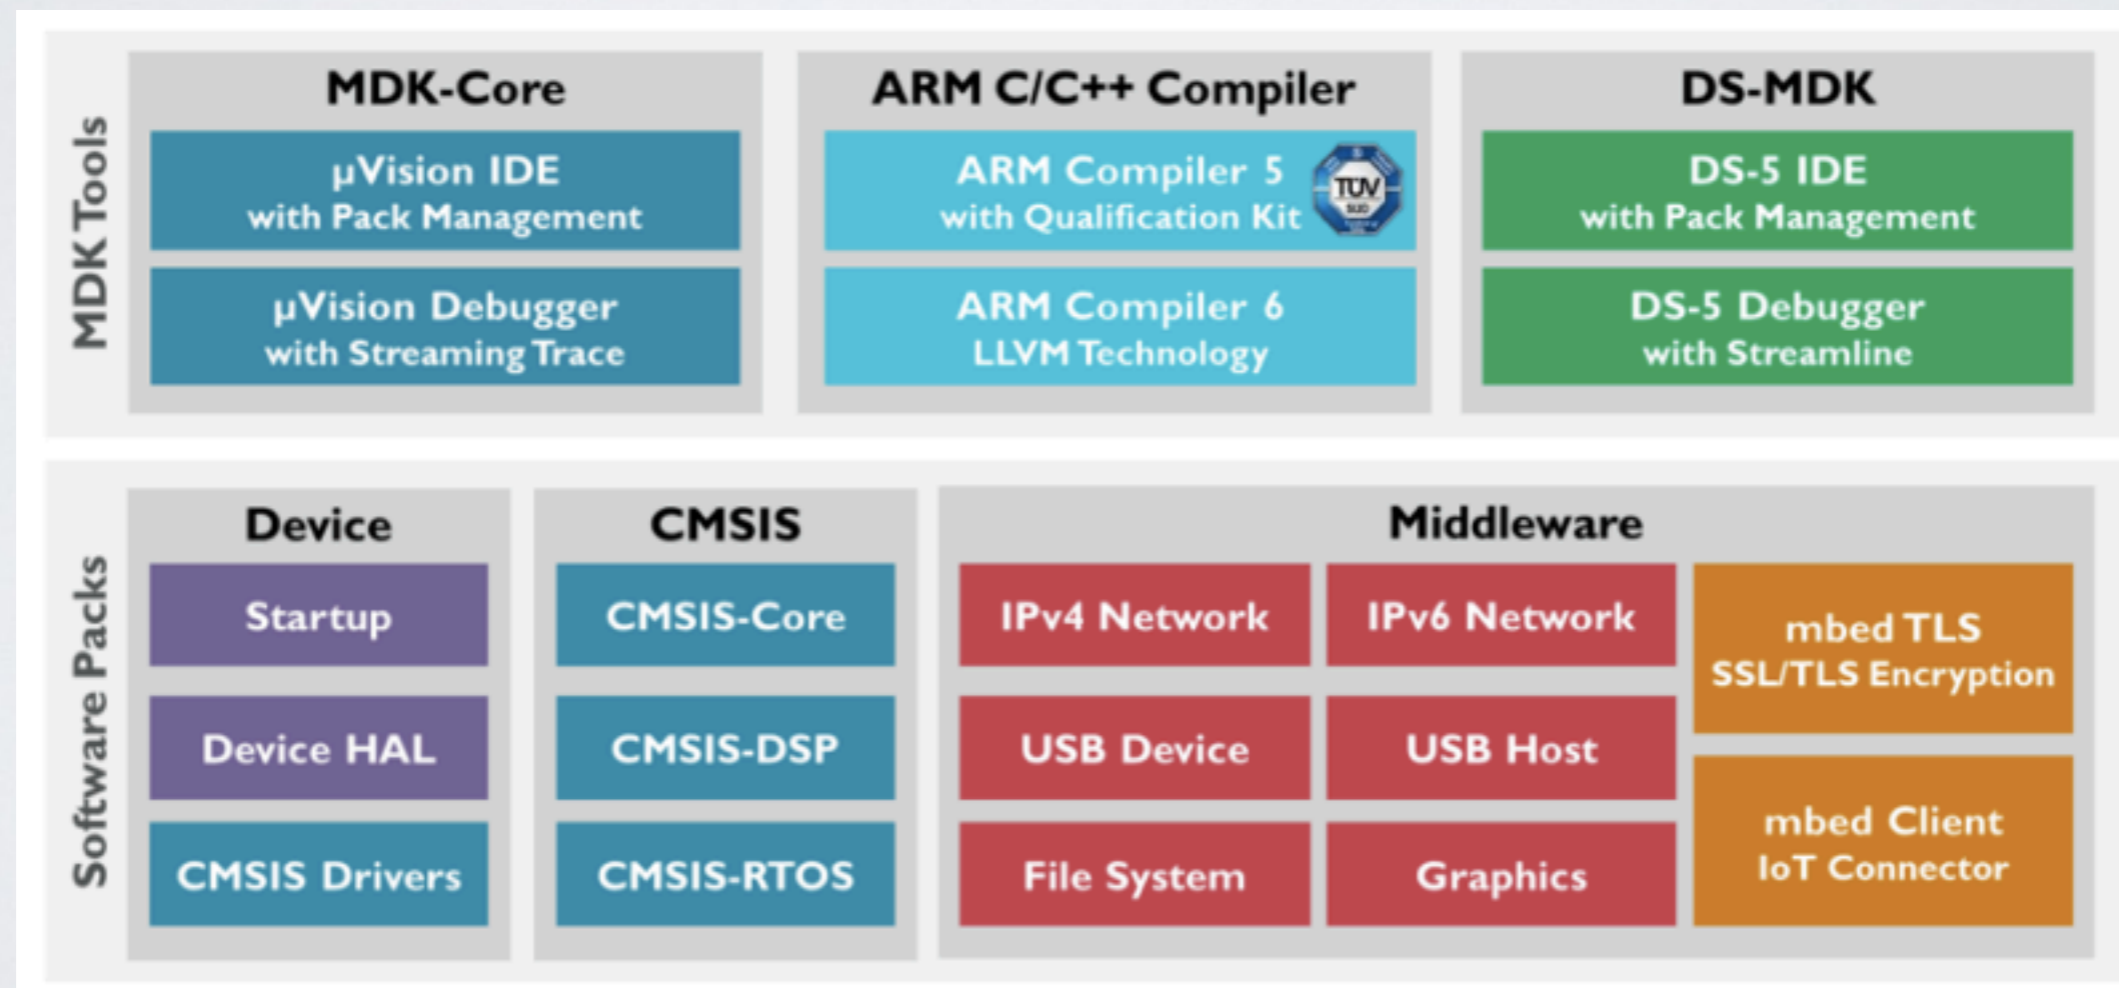 MDK Tools
MDK-Core
µVision IDE
with Pack Management
µVision Debugger
with Streaming Trace
ARM C/C++ Compiler
ARM Compiler 5
with Qualification Kit
TÜV
SÜD
ARM Compiler 6
LLVM Technology
DS-MDK
DS-5 IDE
with Pack Management
DS-5 Debugger
with Streamline
Software Packs
Device
Startup
Device HAL
CMSIS Drivers
CMSIS
CMSIS-Core
CMSIS-DSP
CMSIS-RTOS
Middleware
IPv4 Network
IPv6 Network
USB Device
USB Host
File System
Graphics
mbed TLS
SSL/TLS Encryption
mbed Client
IoT Connector